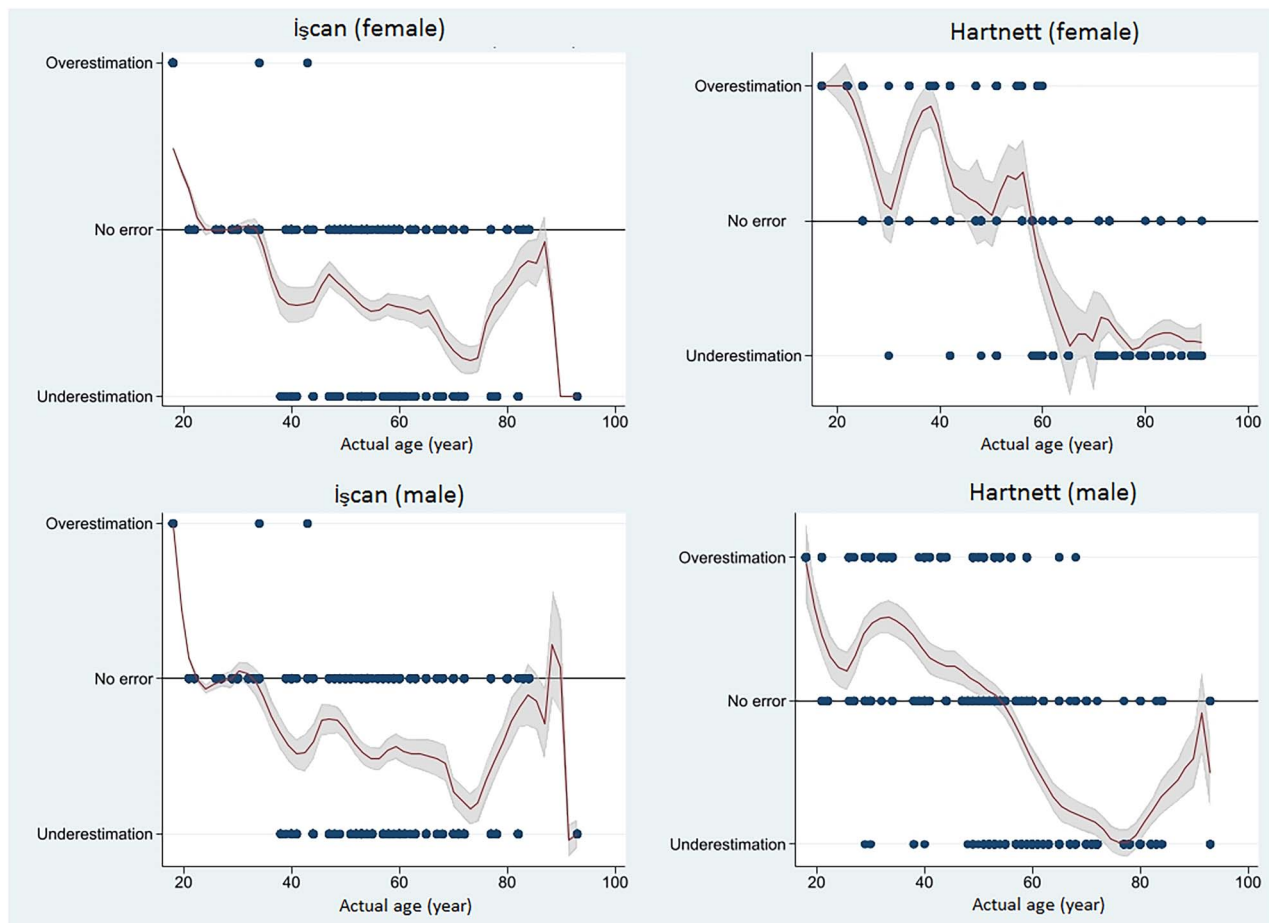 İşcan (female)
Overestimation
No error
Underestimation
20 40 60 80 100
Actual age (year)
Hartnett (female)
Overestimation
No error
Underestimation
20 40 60 80 100
Actual age (year)
İşcan (male)
Overestimation
No error
Underestimation
20 40 60 80 100
Actual age (year)
Hartnett (male)
Overestimation
No error
Underestimation
20 40 60 80 100
Actual age (year)